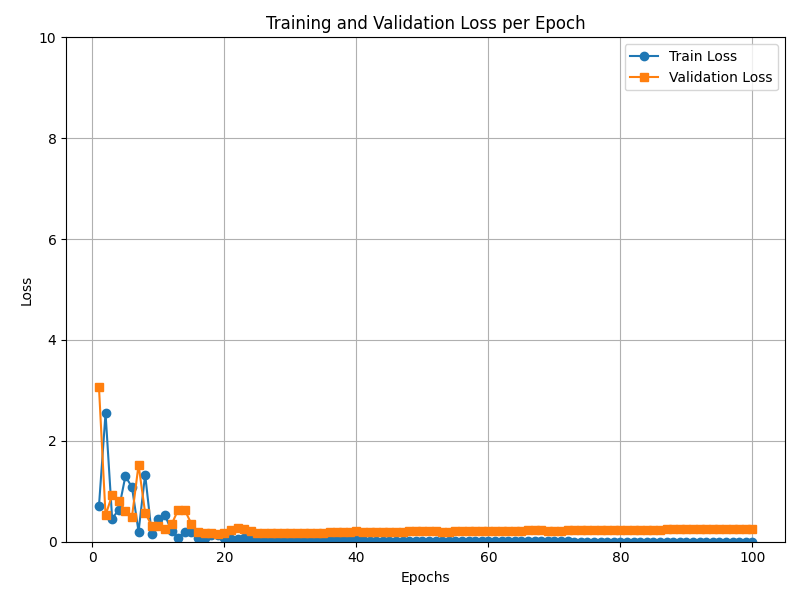 Training and Validation Loss per Epoch
Train Loss
Validation Loss
10
8
6
4
2
0
Loss
0 20 40 60 80 100
Epochs